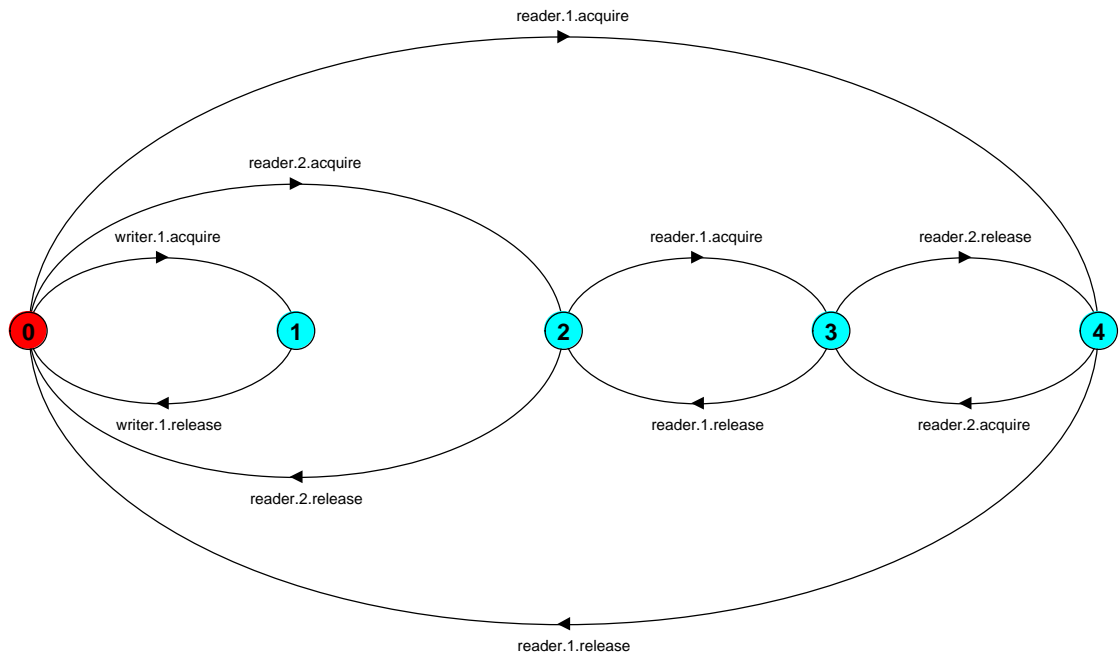 reader.1.acquire
reader.2.acquire
writer.1.acquire
reader.1.acquire
reader.2.release
0
1
2
3
4
writer.1.release
reader.1.release
reader.2.acquire
reader.2.release
reader.1.release